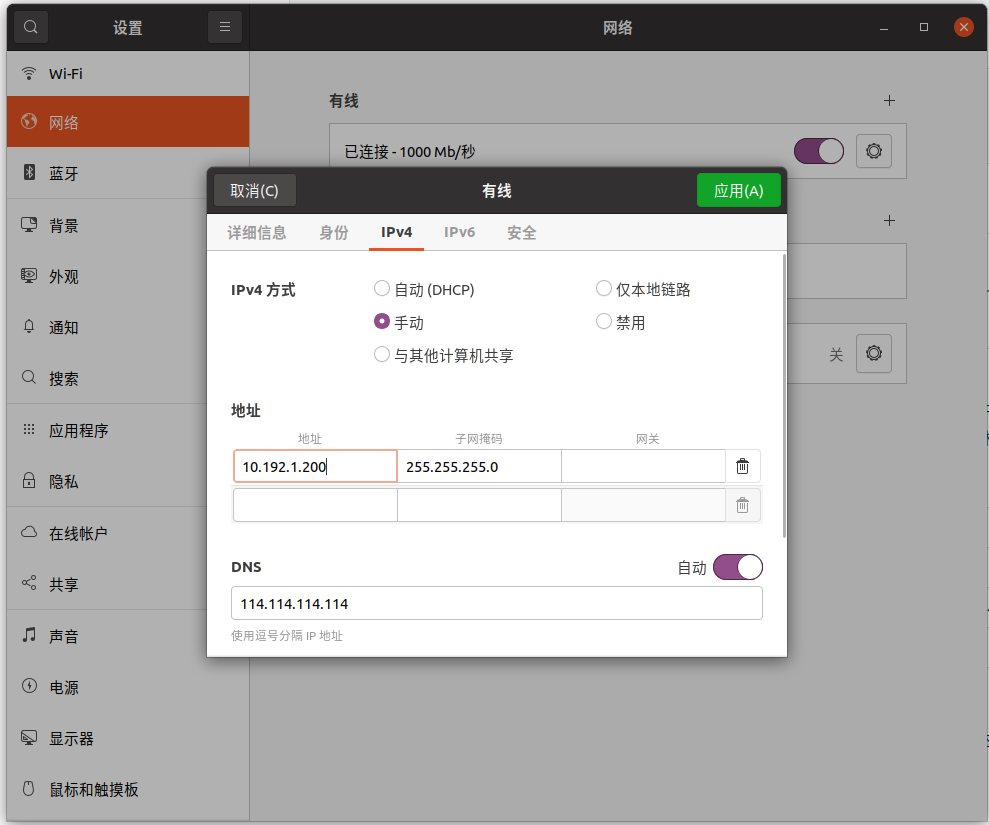 设置
网络
Wi-Fi
网络
蓝牙
背景
外观
通知
搜索
应用程序
隐私
在线帐户
共享
声音
电源
显示器
鼠标和触摸板
有线
已连接 - 1000 Mb/秒
关
取消(C)
有线
应用(A)
详细信息 身份 IPv4 IPv6 安全
IPv4 方式
自动 (DHCP) 仅本地链路
手动 禁用
与其他计算机共享
地址
地址 子网掩码 网关
10.192.1.200 255.255.255.0
DNS 自动
114.114.114.114
使用逗号分隔 IP 地址